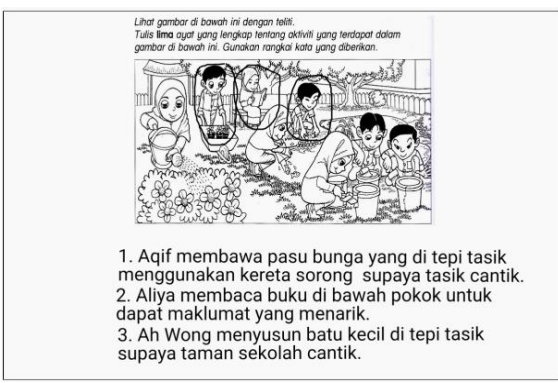 Lihat gambar di bawah ini dengan teliti.
Tulis lima ayat yang lengkap tentang aktiviti yang terdapat dalam
gambar di bawah ini. Gunakan rangkai kata yang diberikan.
1. Aqif membawa pasu bunga yang di tepi tasik
menggunakan kereta sorong supaya tasik cantik.
2. Aliya membaca buku di bawah pokok untuk
dapat maklumat yang menarik.
3. Ah Wong menyusun batu kecil di tepi tasik
supaya taman sekolah cantik.